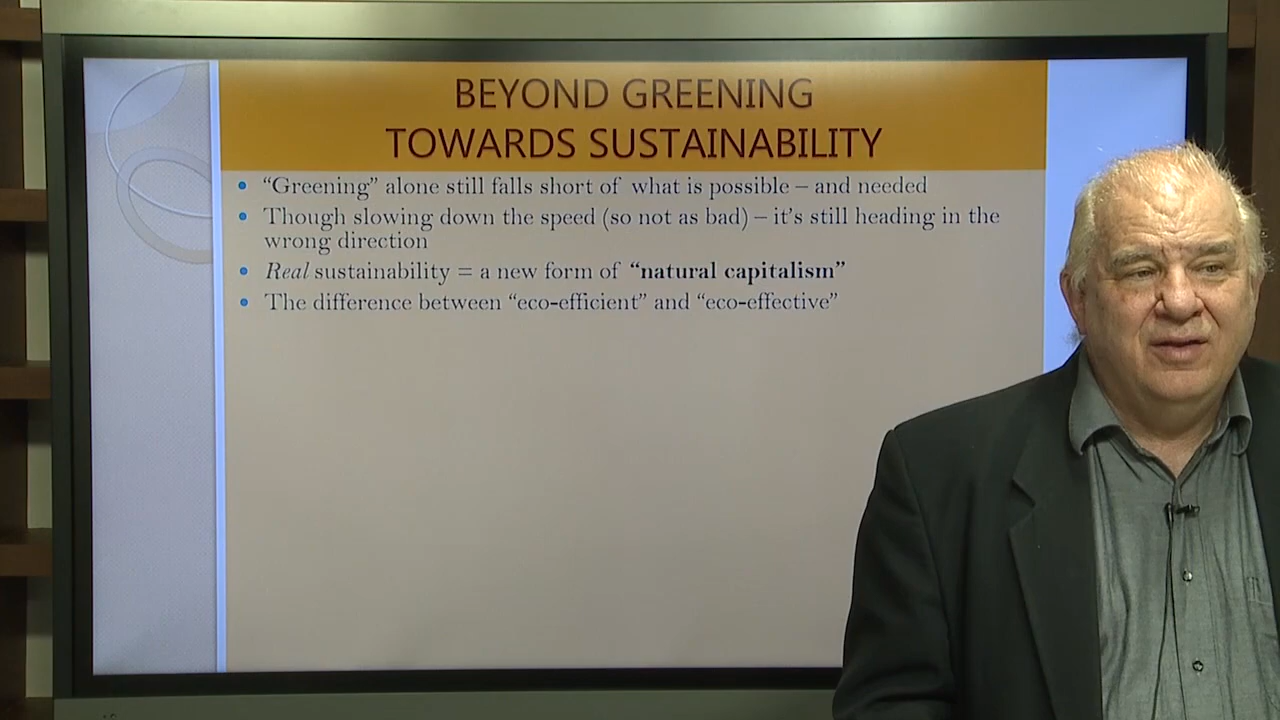 BEYOND GREENING
TOWARDS SUSTAINABILITY
• “Greening” alone still falls short of what is possible – and needed
• Though slowing down the speed (so not as bad) – it’s still heading in the
wrong direction
• Real sustainability = a new form of “natural capitalism”
• The difference between “eco-efficient” and “eco-effective”